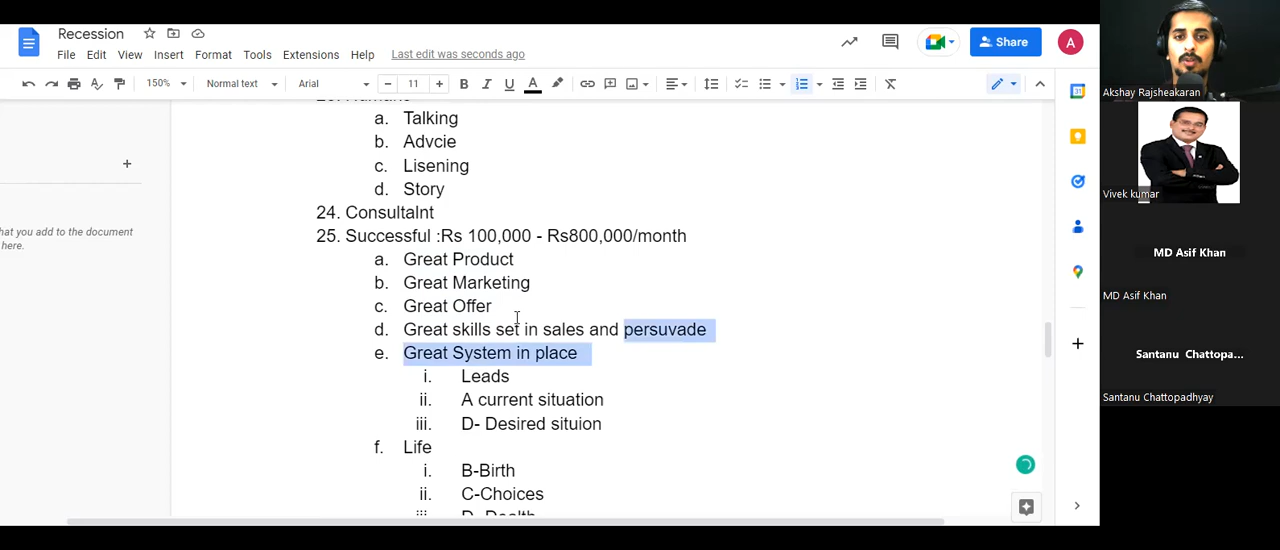 Recession
File Edit View Insert Format Tools Extensions Help Last edit was seconds ago
Share
A
150% Normal text Arial 11
B I U A
a. Talking
b. Advcie
c. Lisening
d. Story
24. Consultalnt
25. Successful :Rs 100,000 - Rs800,000/month
a. Great Product
b. Great Marketing
c. Great Offer
d. Great skills set in sales and persuvade
e. Great System in place
i. Leads
ii. A current situation
iii. D- Desired situion
f. Life
i. B-Birth
ii. C-Choices
hat you add to the document
here.
Akshay Rajsheakaran
Vivek kumar
MD Asif Khan
MD Asif Khan
Santanu Chattopa...
Santanu Chattopadhyay